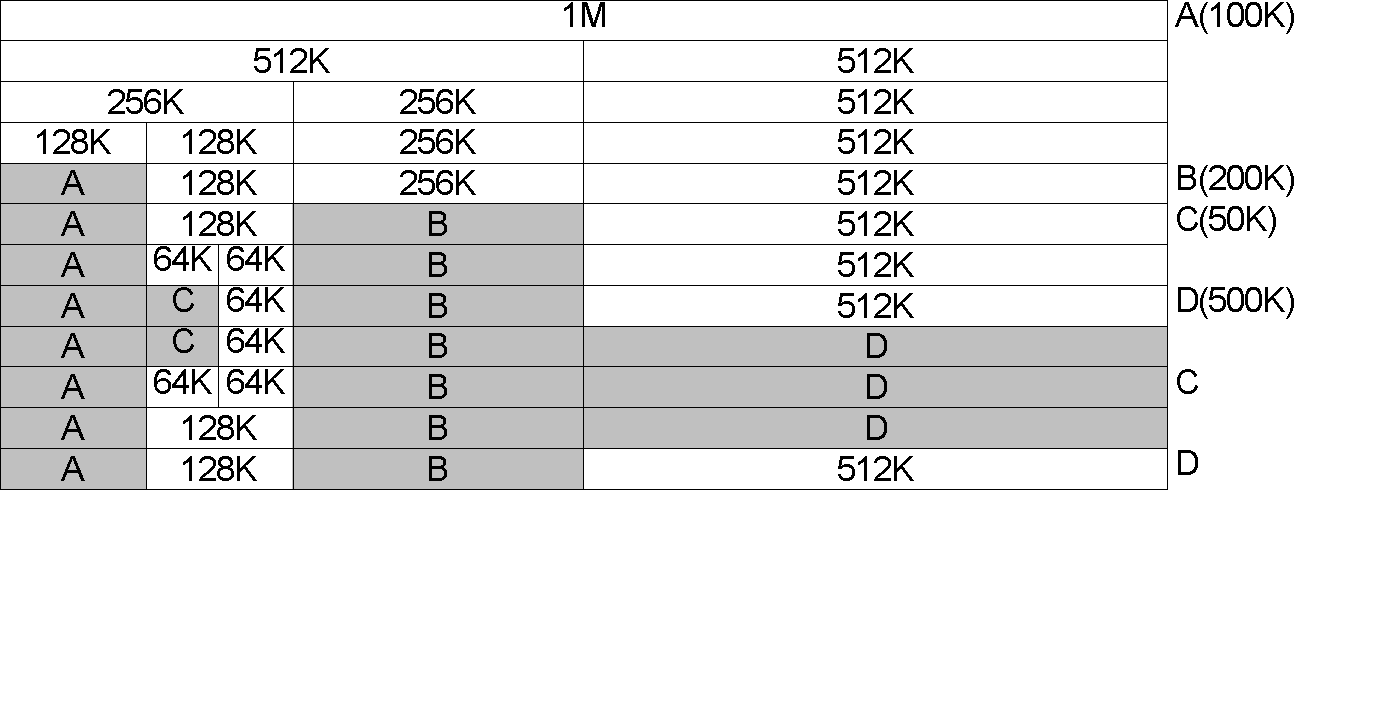 1M A(100K)
512K 512K
256K 256K 512K
128K 128K 256K 512K
A 128K 256K 512K B(200K)
A 128K B 512K C(50K)
A 64K 64K B 512K
A C 64K B 512K D(500K)
A C 64K B D
A 64K 64K B D C
A 128K B D
A 128K B 512K D